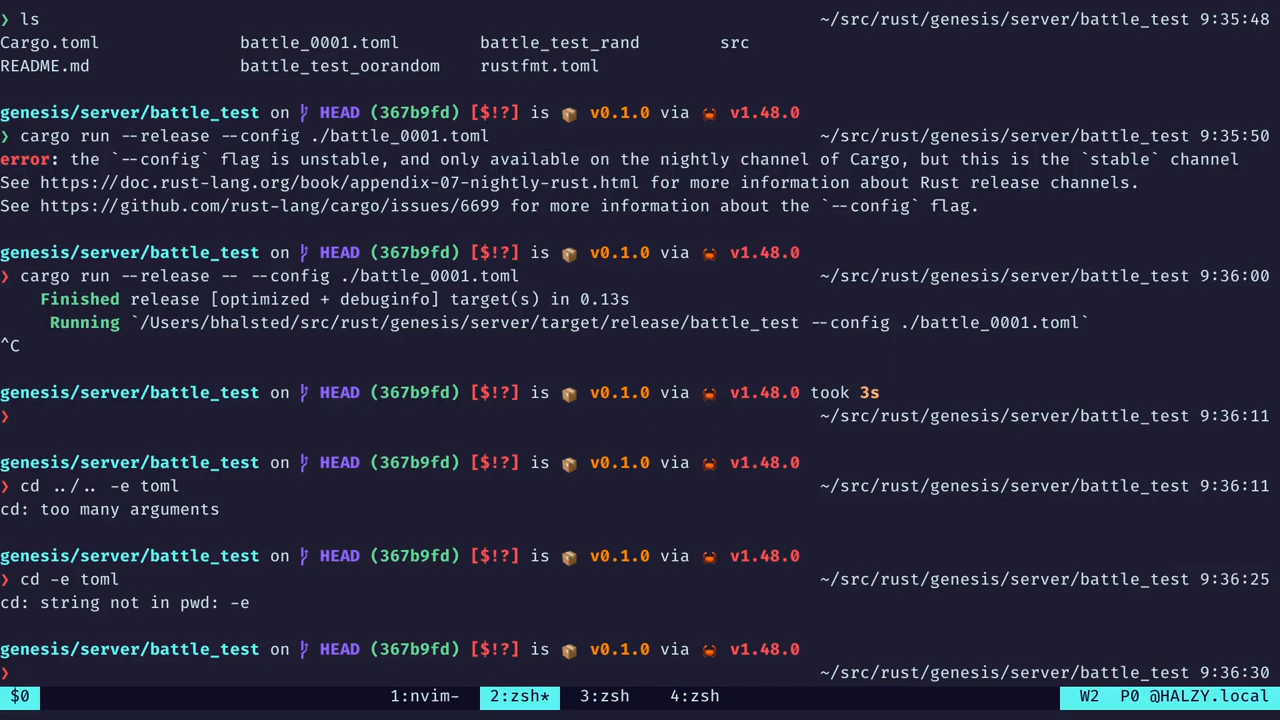 ❯ ls ~/src/rust/genesis/server/battle_test 9:35:48
Cargo.toml battle_0001.toml battle_test_rand src
README.md battle_test_oorandom rustfmt.toml
genesis/server/battle_test on HEAD (367b9fd) [$!?] is 📦 v0.1.0 via 🦀 v1.48.0
❯ cargo run --release --config ./battle_0001.toml ~/src/rust/genesis/server/battle_test 9:35:50
error: the `--config` flag is unstable, and only available on the nightly channel of Cargo, but this is the `stable` channel
See https://doc.rust-lang.org/book/appendix-07-nightly-rust.html for more information about Rust release channels.
See https://github.com/rust-lang/cargo/issues/6699 for more information about the `--config` flag.
genesis/server/battle_test on HEAD (367b9fd) [$!?] is 📦 v0.1.0 via 🦀 v1.48.0
❯ cargo run --release -- --config ./battle_0001.toml ~/src/rust/genesis/server/battle_test 9:36:00
Finished release [optimized + debuginfo] target(s) in 0.13s
Running `/Users/bhalsted/src/rust/genesis/server/target/release/battle_test --config ./battle_0001.toml`
^C
genesis/server/battle_test on HEAD (367b9fd) [$!?] is 📦 v0.1.0 via 🦀 v1.48.0 took 3s
❯ ~/src/rust/genesis/server/battle_test 9:36:11
genesis/server/battle_test on HEAD (367b9fd) [$!?] is 📦 v0.1.0 via 🦀 v1.48.0
❯ cd ../.. -e toml ~/src/rust/genesis/server/battle_test 9:36:11
cd: too many arguments
genesis/server/battle_test on HEAD (367b9fd) [$!?] is 📦 v0.1.0 via 🦀 v1.48.0
❯ cd -e toml ~/src/rust/genesis/server/battle_test 9:36:25
cd: string not in pwd: -e
genesis/server/battle_test on HEAD (367b9fd) [$!?] is 📦 v0.1.0 via 🦀 v1.48.0
❯ ~/src/rust/genesis/server/battle_test 9:36:30
$0 1:nvim- 2:zsh* 3:zsh 4:zsh W2 P0 @HALZY.local